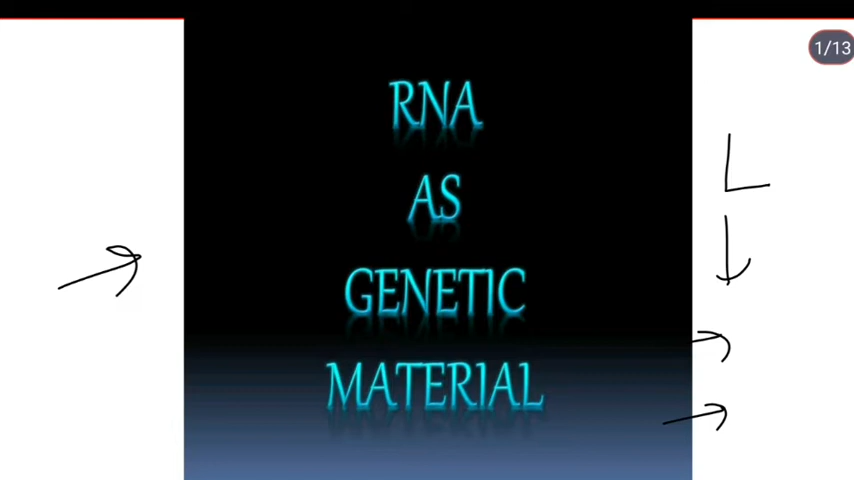 1/13
RNA
AS
GENETIC
MATERIAL
L